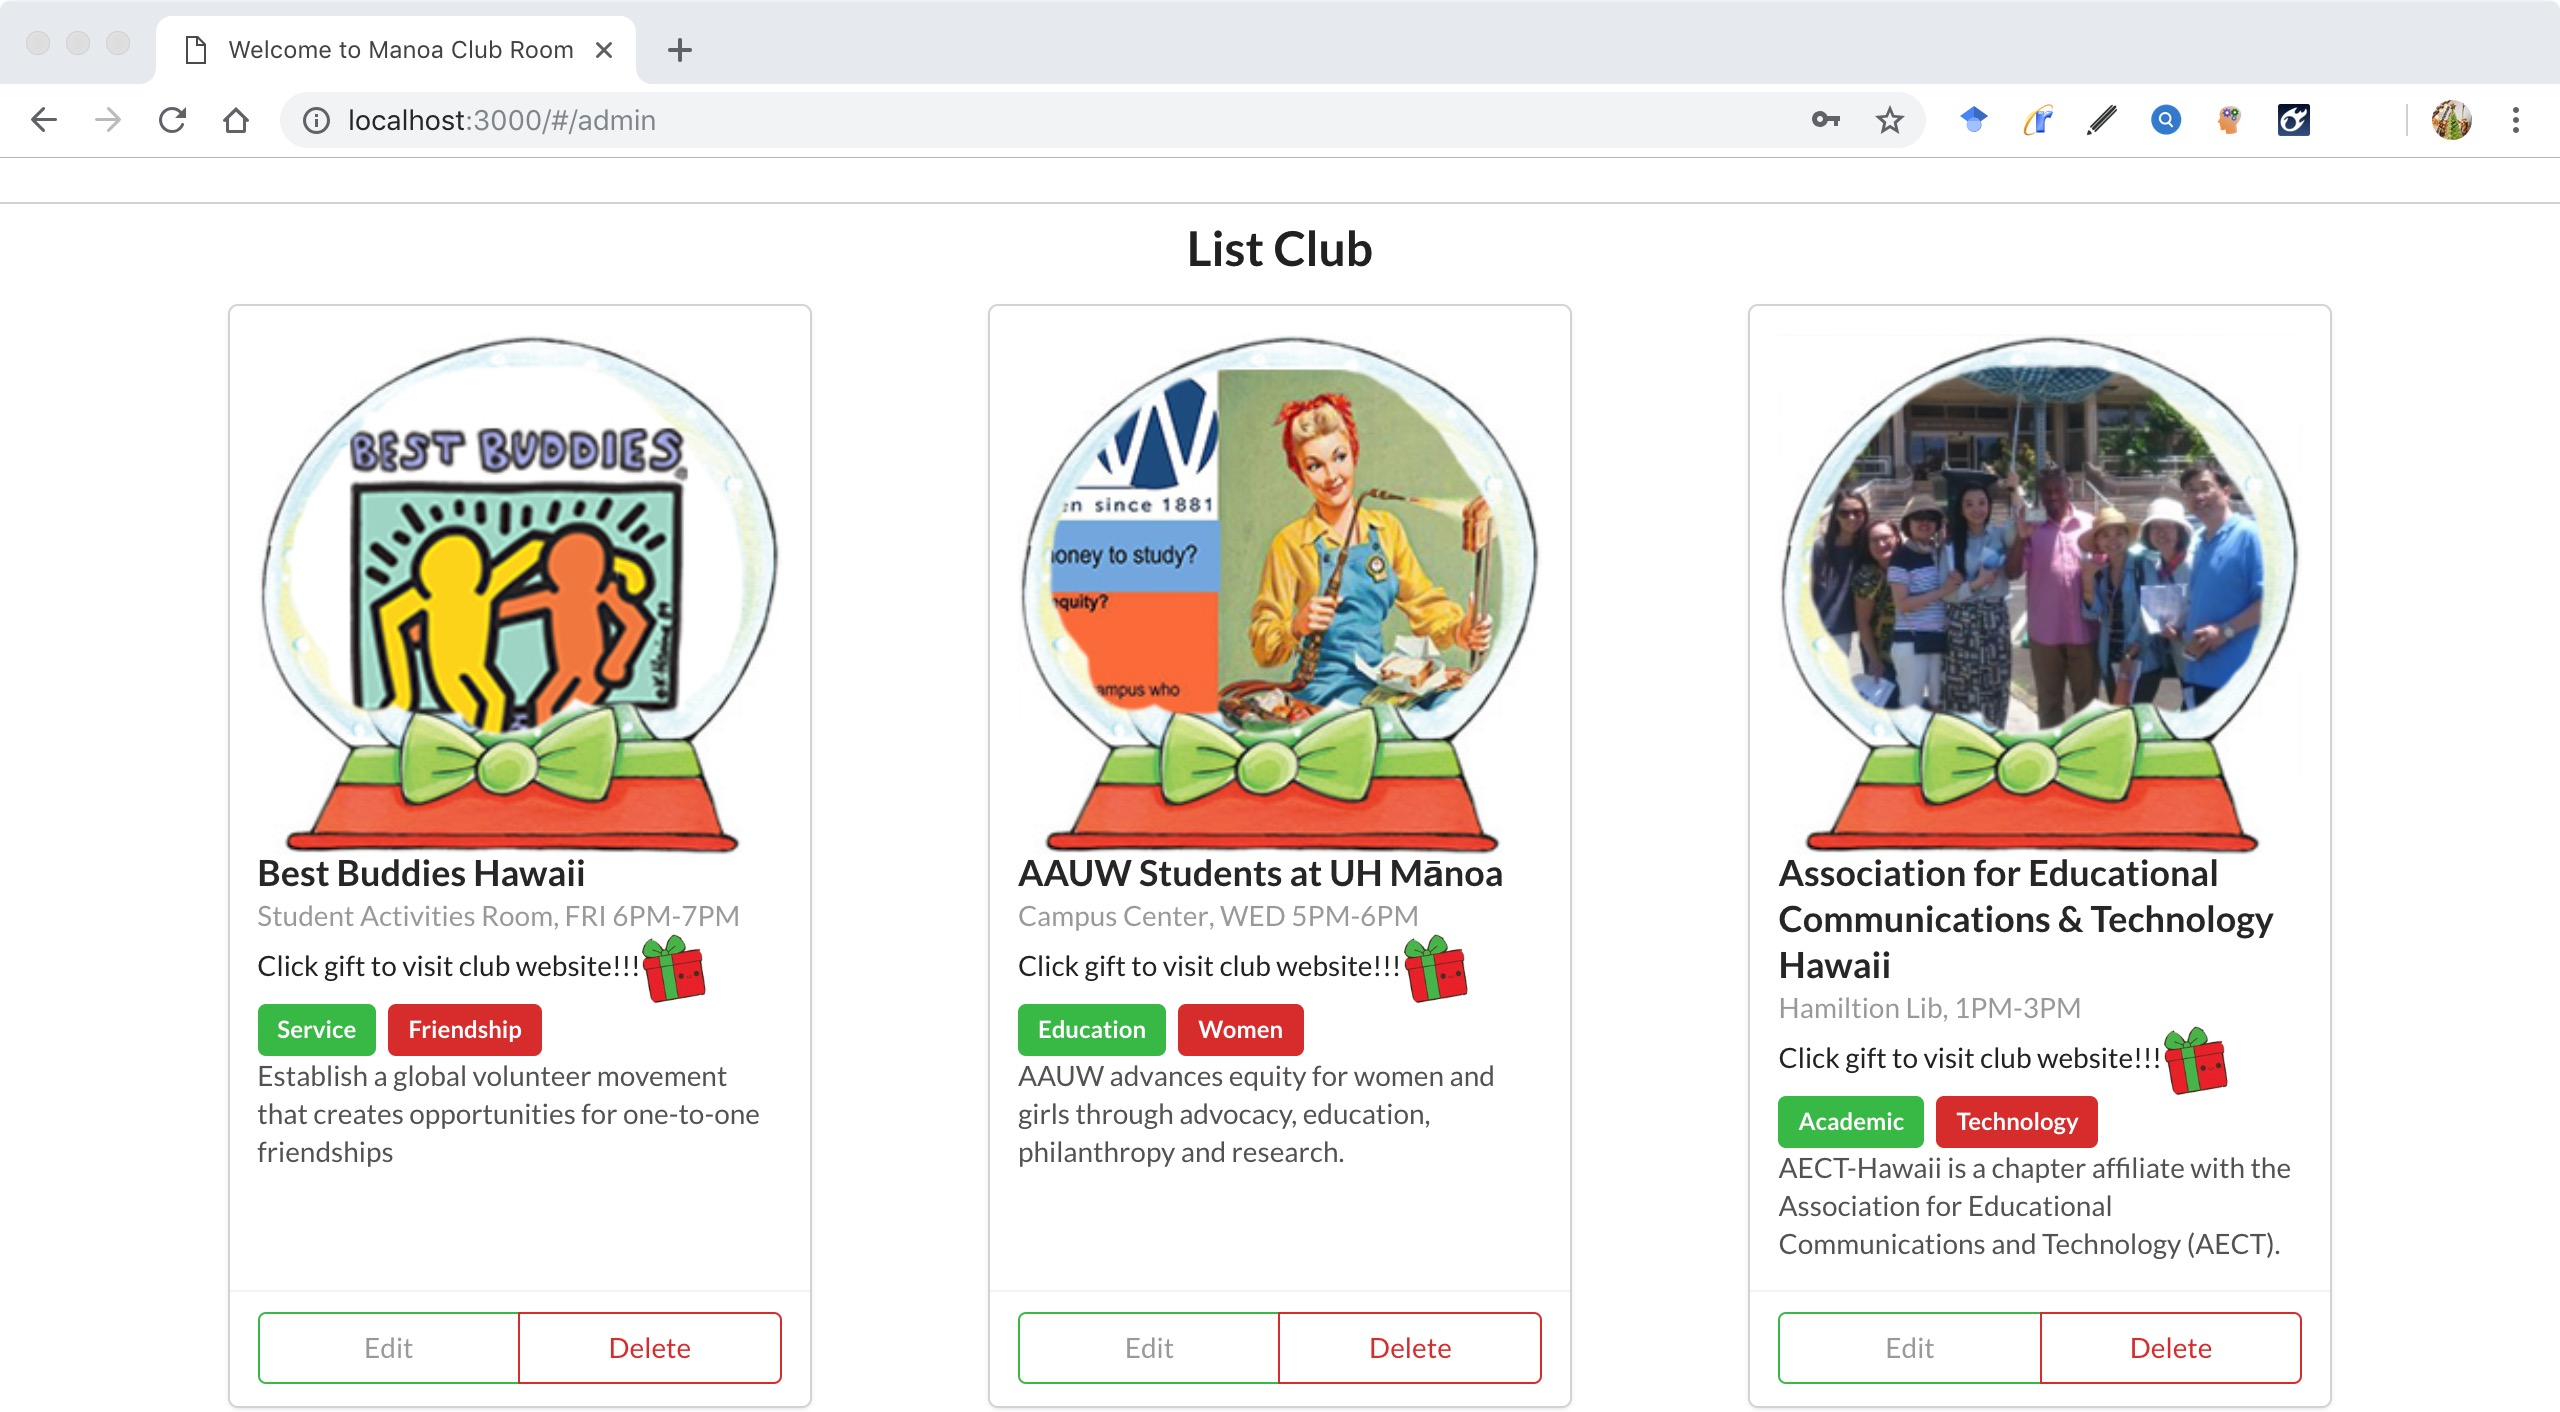 Welcome to Manoa Club Room
localhost:3000/#/admin
List Club
BEST BUDDIES
Best Buddies Hawaii
Student Activities Room, FRI 6PM-7PM
Click gift to visit club website!!!
Service Friendship
Establish a global volunteer movement
that creates opportunities for one-to-one
friendships
Edit Delete
W
en since 1881
oney to study?
equity?
ampus who
AAUW Students at UH Mānoa
Campus Center, WED 5PM-6PM
Click gift to visit club website!!!
Education Women
AAUW advances equity for women and
girls through advocacy, education,
philanthropy and research.
Edit Delete
Association for Educational
Communications & Technology
Hawaii
Hamiltion Lib, 1PM-3PM
Click gift to visit club website!!!
Academic Technology
AECT-Hawaii is a chapter affiliate with the
Association for Educational
Communications and Technology (AECT).
Edit Delete